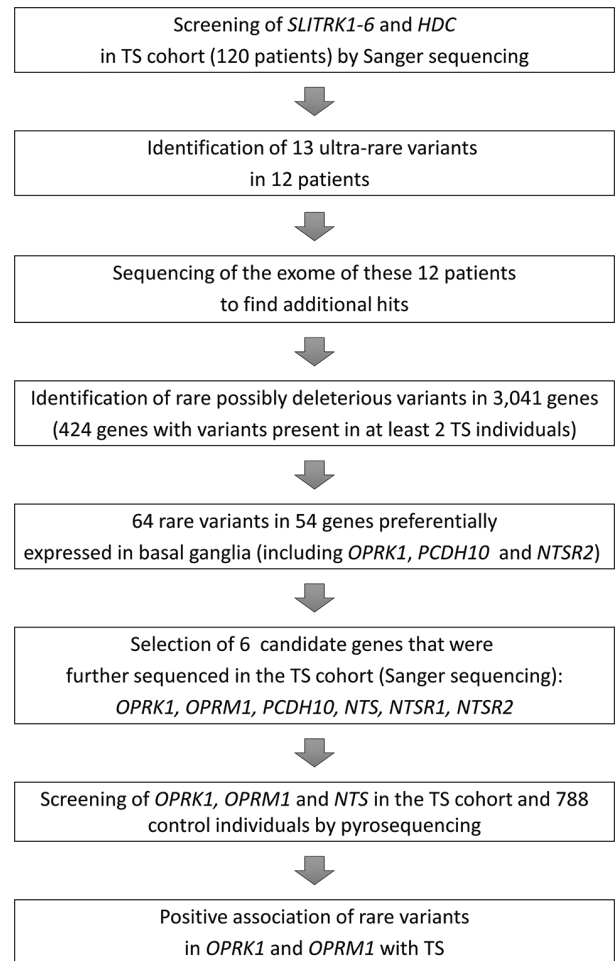 Screening of SLITRK1-6 and HDC
in TS cohort (120 patients) by Sanger sequencing
Identification of 13 ultra-rare variants
in 12 patients
Sequencing of the exome of these 12 patients
to find additional hits
Identification of rare possibly deleterious variants in 3,041 genes
(424 genes with variants present in at least 2 TS individuals)
64 rare variants in 54 genes preferentially
expressed in basal ganglia (including OPRK1, PCDH10 and NTSR2)
Selection of 6 candidate genes that were
further sequenced in the TS cohort (Sanger sequencing):
OPRK1, OPRM1, PCDH10, NTS, NTSR1, NTSR2
Screening of OPRK1, OPRM1 and NTS in the TS cohort and 788
control individuals by pyrosequencing
Positive association of rare variants
in OPRK1 and OPRM1 with TS